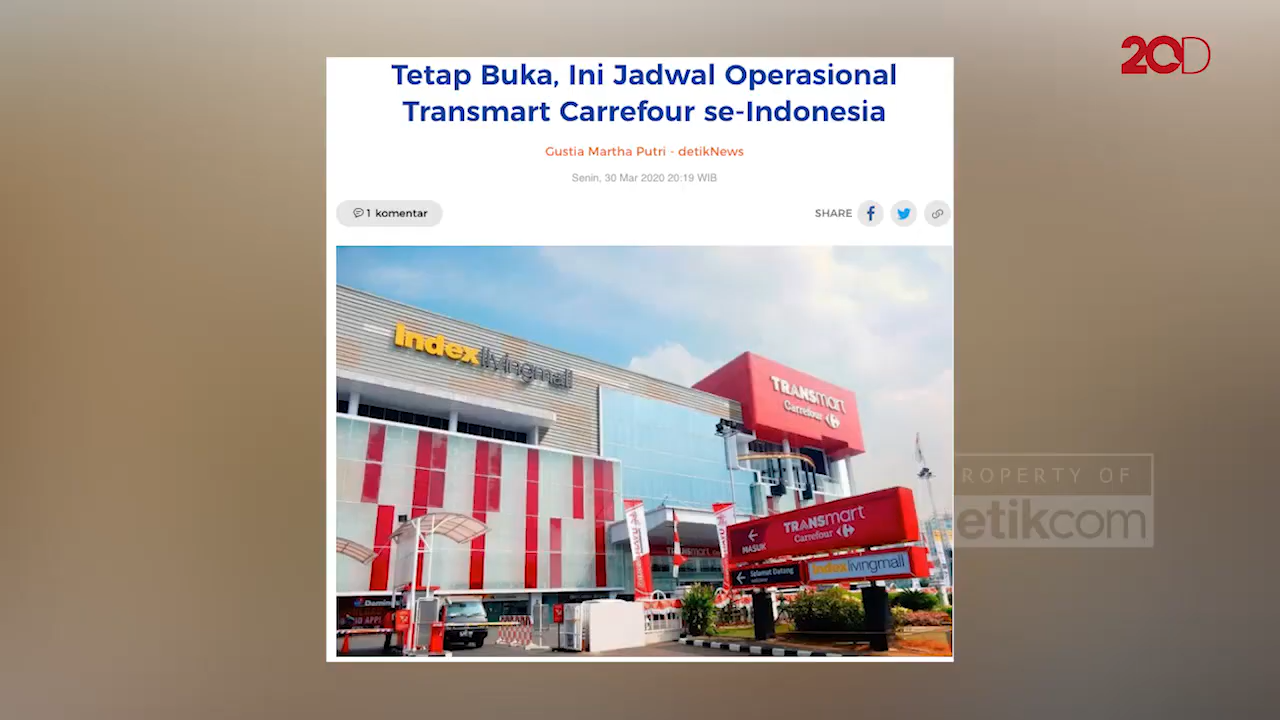 20D
Tetap Buka, Ini Jadwal Operasional
Transmart Carrefour se-Indonesia
Gustia Martha Putri - detikNews
Senin, 30 Mar 2020 20:19 WIB
1 komentar
SHARE
Index livingmall
TRANSmart
Carrefour
PROPERTY OF
detikcom
TRANSmart
Carrefour
MASUK
Selamat Datang
Index livingmall
TRANSmart